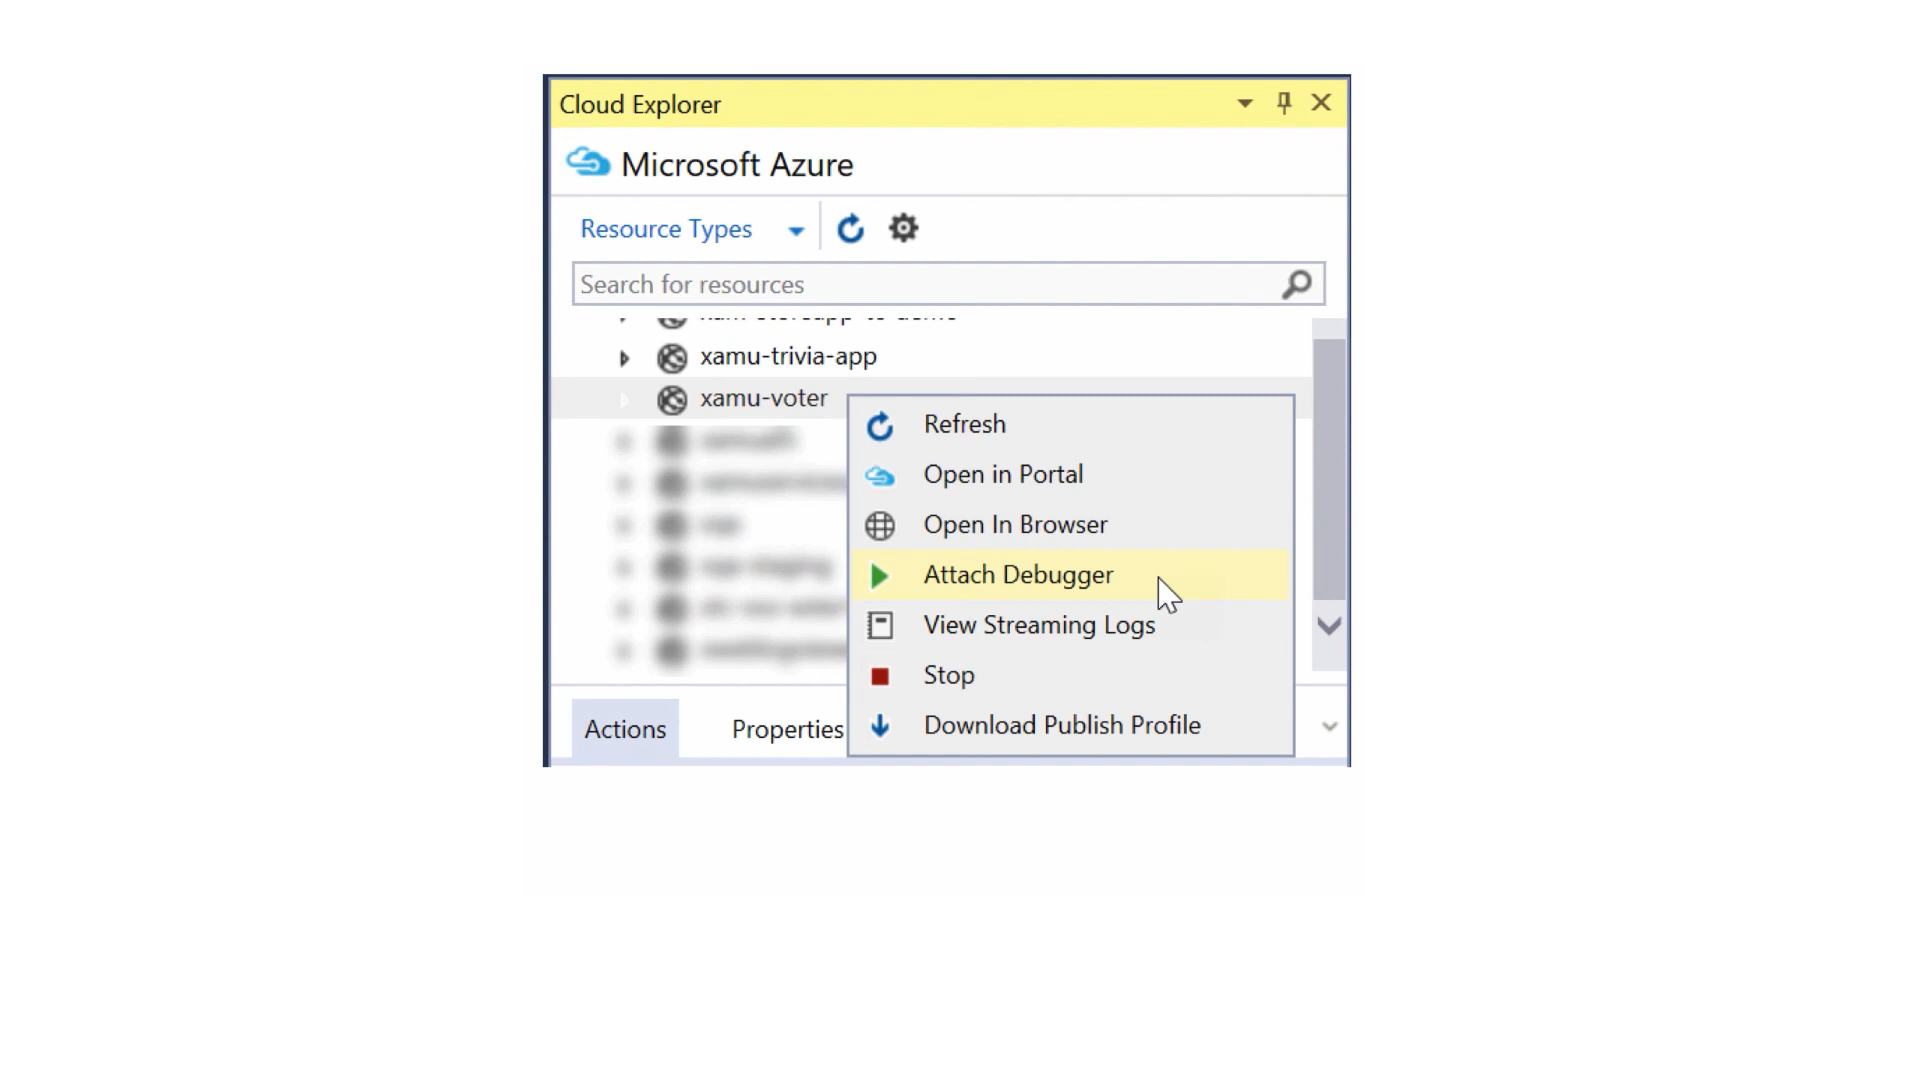 Cloud Explorer
Microsoft Azure
Resource Types
Search for resources
xamu-trivia-app
xamu-voter
Refresh
Open in Portal
Open In Browser
Attach Debugger
View Streaming Logs
Stop
Download Publish Profile
Actions Properties